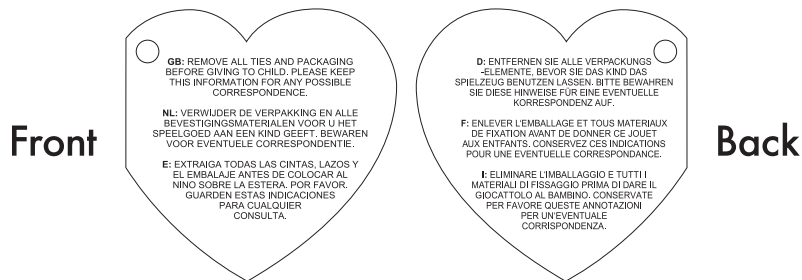 Front
GB: REMOVE ALL TIES AND PACKAGING
BEFORE GIVING TO CHILD. PLEASE KEEP
THIS INFORMATION FOR ANY POSSIBLE
CORRESPONDENCE.
NL: VERWIJDER DE VERPAKKING EN ALLE
BEVESTIGINGSMATERIALEN VOOR U HET
SPEELGOED AAN EEN KIND GEEFT. BEWAREN
VOOR EVENTUELE CORRESPONDENTIE.
E: EXTRAIGA TODAS LAS CINTAS, LAZOS Y
EL EMBALAJE ANTES DE COLOCAR AL
NINO SOBRE LA ESTERA. POR FAVOR.
GUARDEN ESTAS INDICACIONES
PARA CUALQUIER
CONSULTA.
D: ENTFERNEN SIE ALLE VERPACKUNGS
-ELEMENTE, BEVOR SIE DAS KIND DAS
SPIELZEUG BENUTZEN LASSEN. BITTE BEWAHREN
SIE DIESE HINWEISE FÜR EINE EVENTUELLE
KORRESPONDENZ AUF.
F: ENLEVER L'EMBALLAGE ET TOUS MATERIAUX
DE FIXATION AVANT DE DONNER CE JOUET
AUX ENTFANTS. CONSERVEZ CES INDICATIONS
POUR UNE EVENTUELLE CORRESPONDANCE.
I: ELIMINARE L'IMBALLAGGIO E TUTTI I
MATERIALI DI FISSAGGIO PRIMA DI DARE IL
GIOCATTOLO AL BAMBINO. CONSERVATE
PER FAVORE QUESTE ANNOTAZIONI
PER UN'EVENTUALE
CORRISPONDENZA.
Back